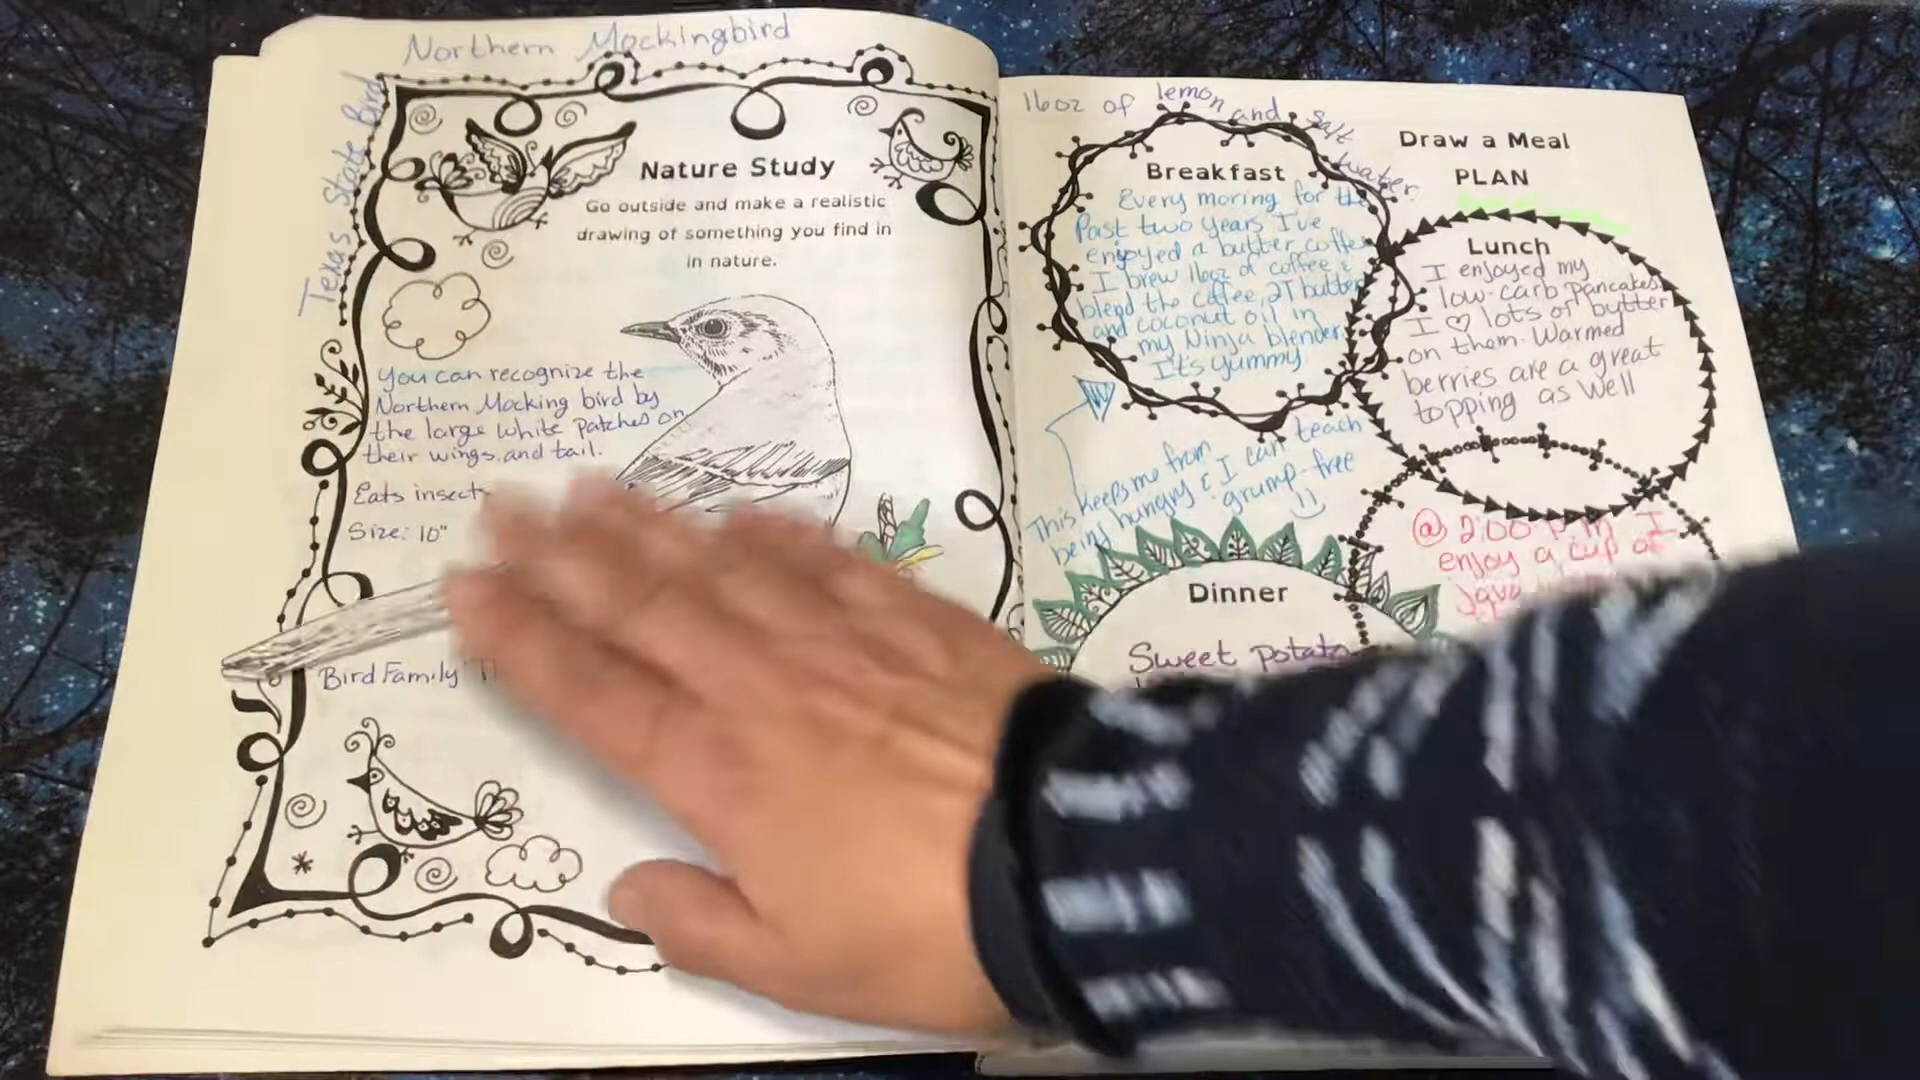 Northern Mockingbird
Texas State Bird
Nature Study
Go outside and make a realistic
drawing of something you find in
in nature.
You can recognize the
Northern Mocking bird by
the large white patches on
their wings and tail.
Eats insects
Size: 10"
Bird Family
16oz of lemon and salt water.
Draw a Meal
PLAN
Breakfast
Every moring for the
Past two years I've
enjoyed a butter coffee
I brew 16oz of coffee &
blend the coffee, 2T butter
and coconut oil in
my Ninja blender.
It's yummy.
This keeps me from
being hungry & I can teach
grump-free
Lunch
I enjoyed my
low-carb pancakes.
I ♡ lots of butter
on them. Warmed
berries are a great
topping as well
@ 2:00 p.m I
enjoy a cup of
java
Dinner
Sweet potato